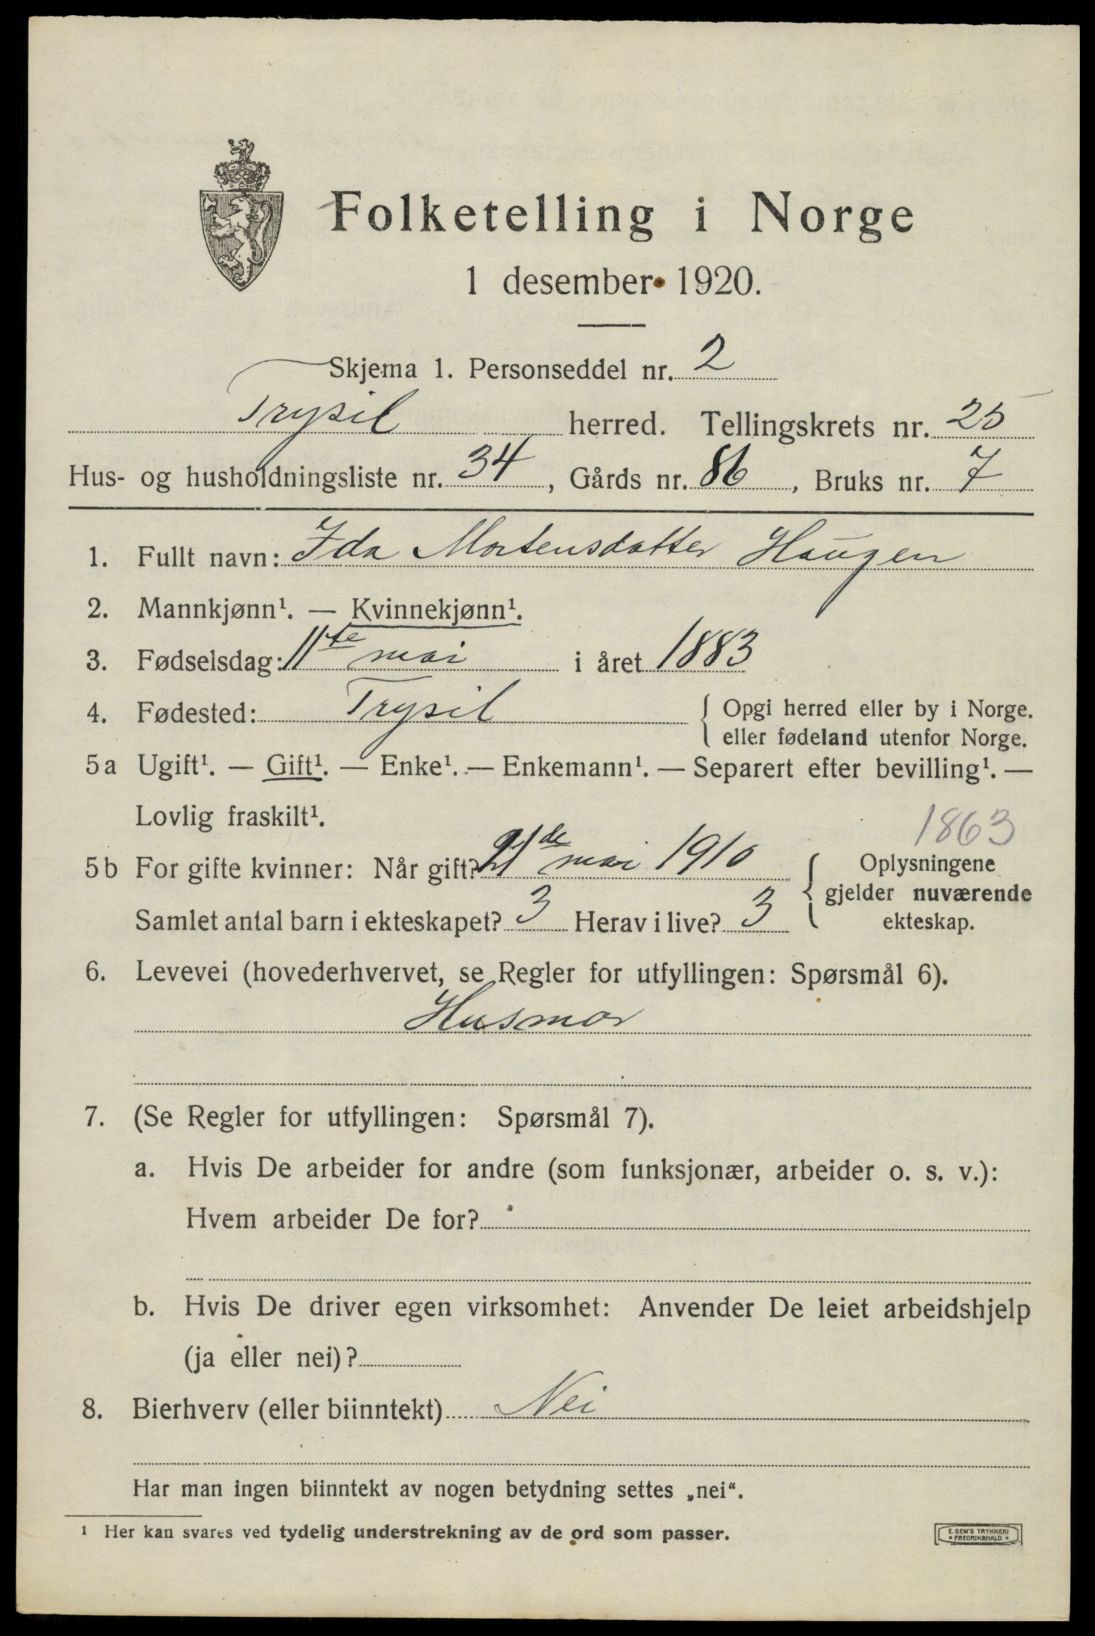 Folketelling i Norge
1 desember 1920.
Skjema 1. Personseddel nr. 2
Trysil herred. Tellingskrets nr. 25
Hus- og husholdningsliste nr. 34, Gårds nr. 86, Bruks nr. 7
1. Fullt navn: Ida Mortensdatter Haugen
2. Mannkjønn¹. — Kvinnekjønn¹.
3. Fødselsdag: 11te mai i året 1883
4. Fødested: Trysil { Opgi herred eller by i Norge.
eller fødeland utenfor Norge.
5a Ugift¹. — Gift¹. — Enke¹. — Enkemann¹. — Separert efter bevilling¹. —
Lovlig fraskilt¹.
1863
5b For gifte kvinner: Når gift? 21de mai 1910 { Oplysningene
gjelder nuværende
Samlet antal barn i ekteskapet? 3 Herav i live? 3 ekteskap.
6. Levevei (hovederhvervet, se Regler for utfyllingen: Spørsmål 6).
Husmor
7. (Se Regler for utfyllingen: Spørsmål 7).
a. Hvis De arbeider for andre (som funksjonær, arbeider o. s. v.):
Hvem arbeider De for?
b. Hvis De driver egen virksomhet: Anvender De leiet arbeidshjelp
(ja eller nei)?
8. Bierhverv (eller biinntekt) Nei
Har man ingen biinntekt av nogen betydning settes „nei“.
¹ Her kan svares ved tydelig understrekning av de ord som passer.
E. SEM'S TRYKKERI
• FREDRIKSHALD •